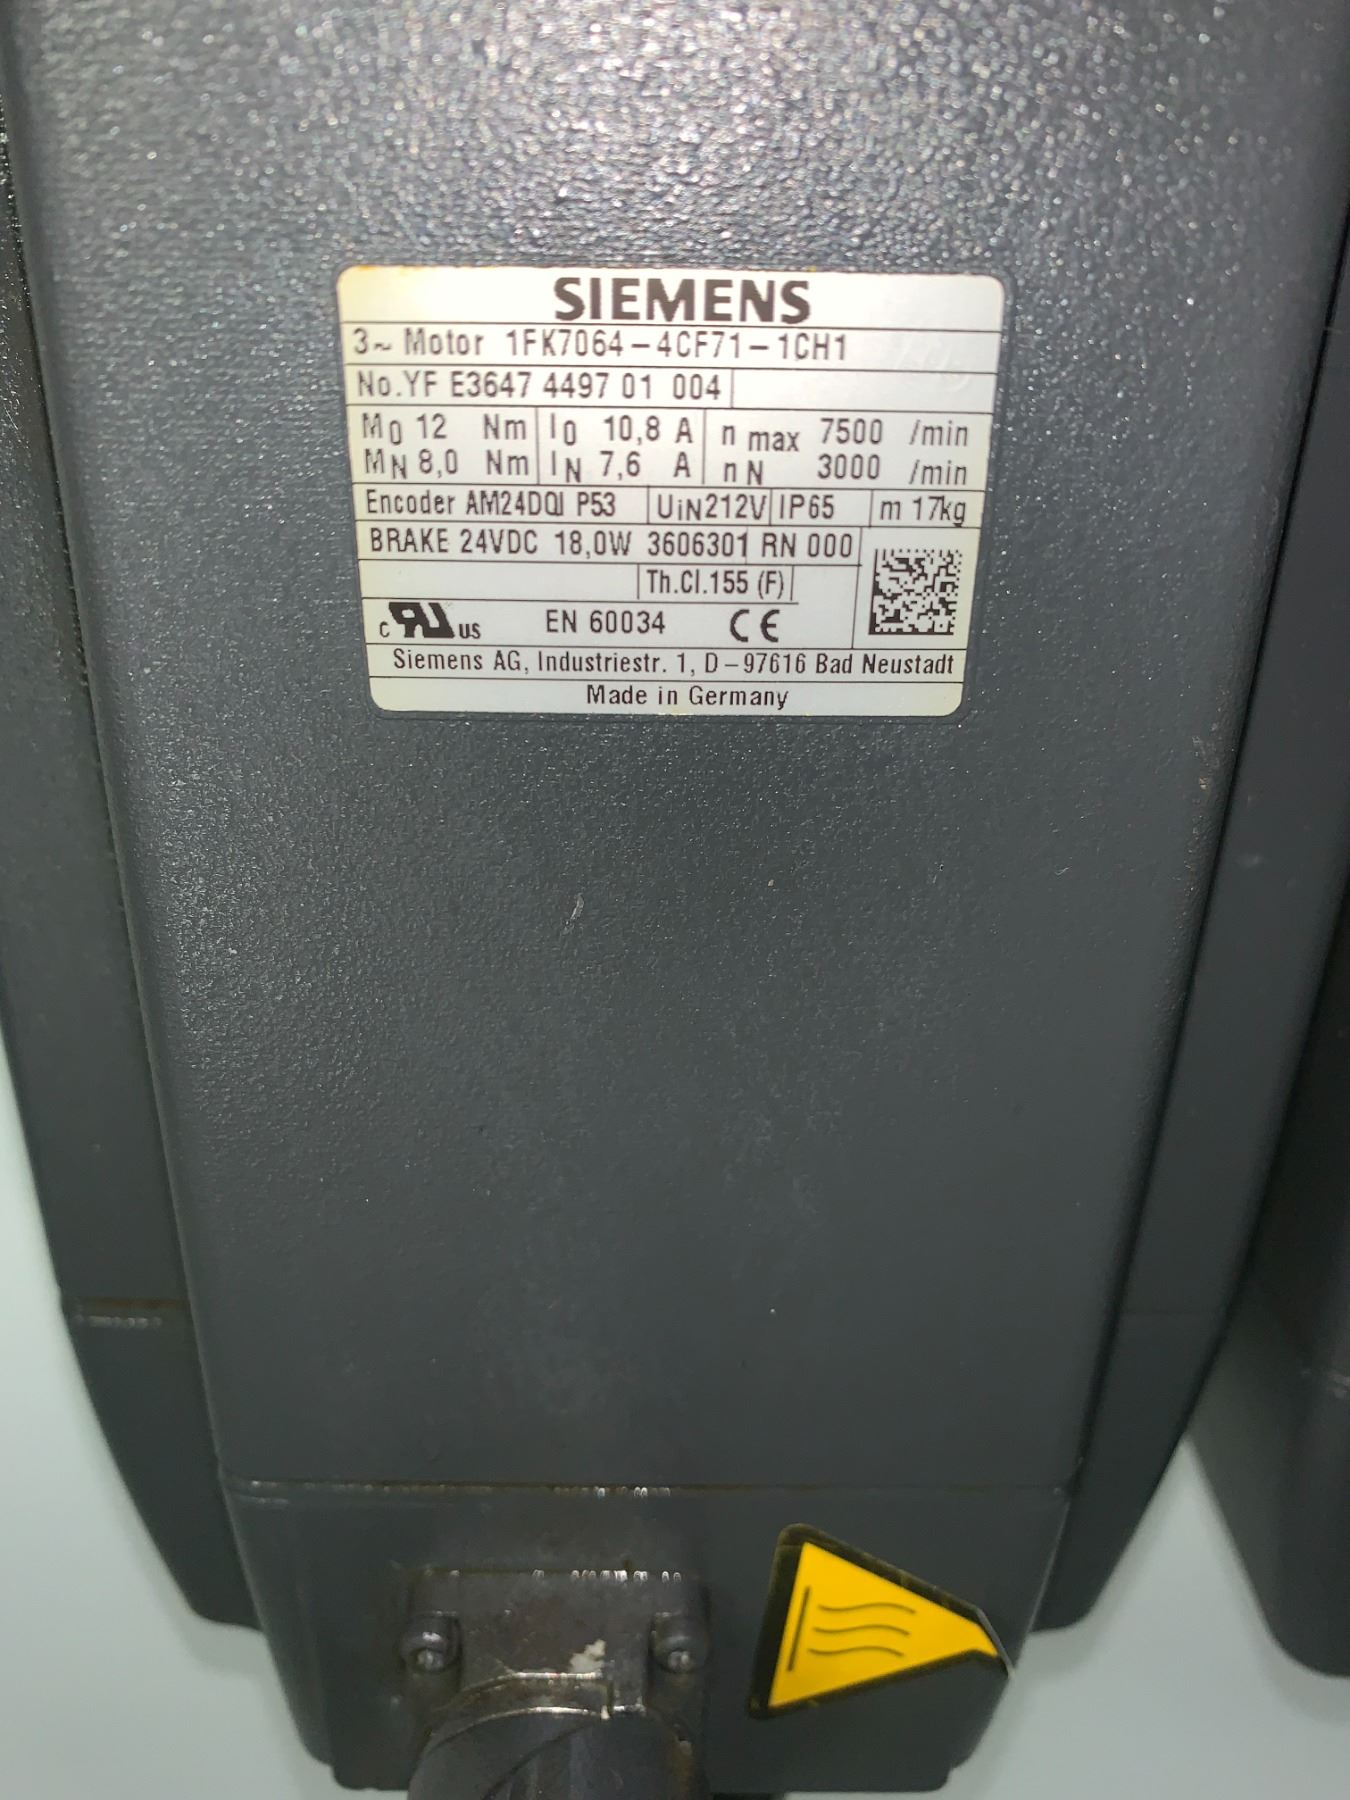 SIEMENS
3~ Motor 1FK7064-4CF71-1CH1
No.YF E3647 4497 01 004
M0 12 Nm I0 10,8 A n max 7500 /min
MN 8,0 Nm IN 7,6 A nN 3000 /min
Encoder AM24DQI P53 UiN212V IP65 m 17kg
BRAKE 24VDC 18,0W 3606301 RN 000
Th.Cl.155 (F)
c RU US EN 60034 CE
Siemens AG, Industriestr. 1, D-97616 Bad Neustadt
Made in Germany